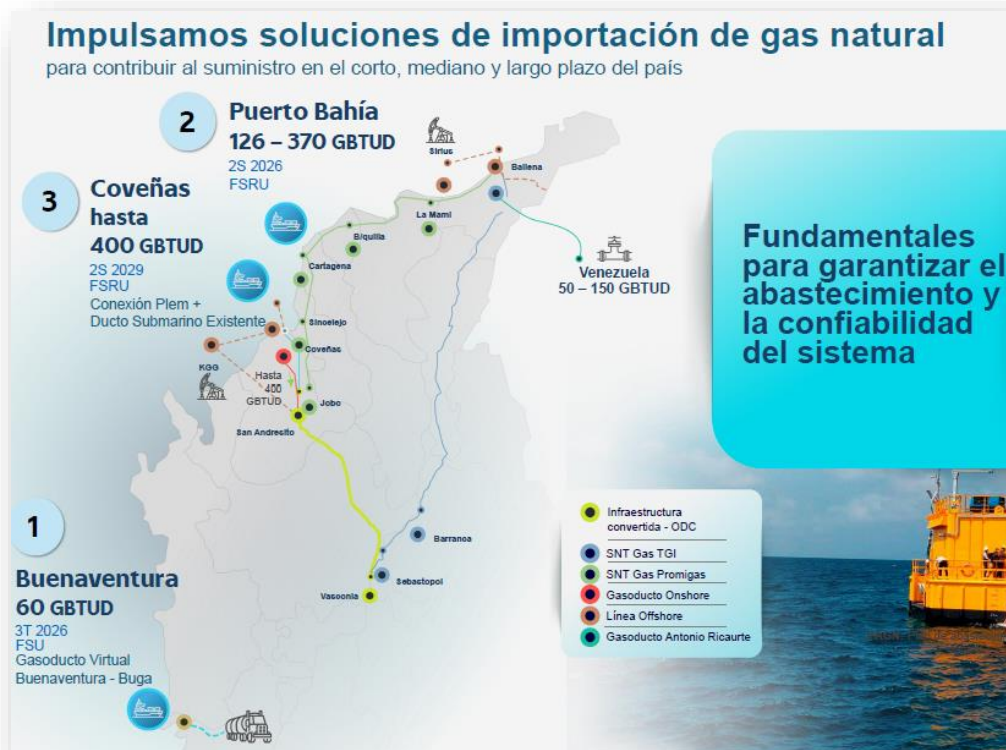 Impulsamos soluciones de importación de gas natural
para contribuir al suministro en el corto, mediano y largo plazo del país
2
Puerto Bahía
126 – 370 GBTUD
2S 2026
FSRU
3
Coveñas
hasta
400 GBTUD
2S 2029
FSRU
Conexión Plem +
Ducto Submarino Existente
1
Buenaventura
60 GBTUD
3T 2026
FSU
Gasoducto Virtual
Buenaventura - Buga
Sirius
Ballena
La Mami
B/quilla
Cartagena
Sincelejo
Coveñas
KGG
Hasta
400
GBTUD
Jobo
San Andresito
Venezuela
50 – 150 GBTUD
Barranca
Sebastopol
Vasconia
Fundamentales
para garantizar el
abastecimiento y
la confiabilidad
del sistema
Infraestructura
convertida - ODC
SNT Gas TGI
SNT Gas Promigas
Gasoducto Onshore
Línea Offshore
Gasoducto Antonio Ricaurte